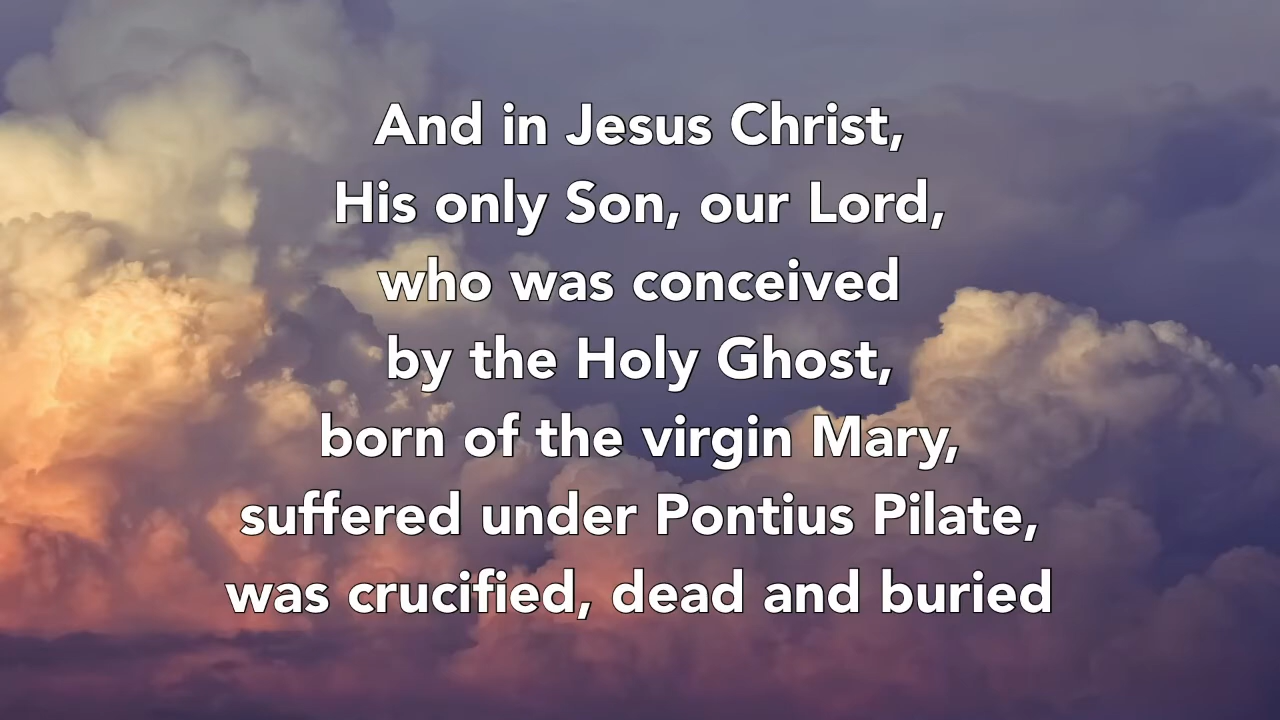 And in Jesus Christ,
His only Son, our Lord,
who was conceived
by the Holy Ghost,
born of the virgin Mary,
suffered under Pontius Pilate,
was crucified, dead and buried